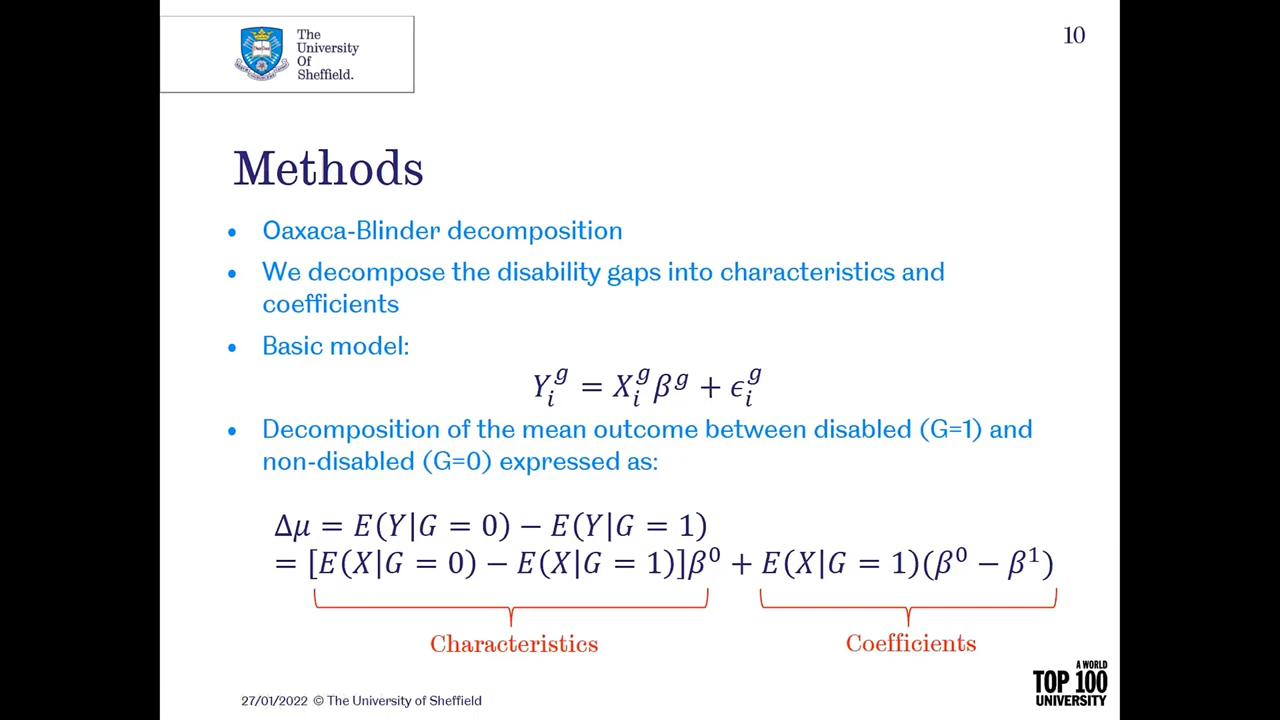 The
University
Of
Sheffield.
10
Methods
• Oaxaca-Blinder decomposition
• We decompose the disability gaps into characteristics and
coefficients
• Basic model:
Y_i^g = X_i^g β^g + ϵ_i^g
• Decomposition of the mean outcome between disabled (G=1) and
non-disabled (G=0) expressed as:
Δμ = E(Y|G = 0) − E(Y|G = 1)
= [E(X|G = 0) − E(X|G = 1)]β^0 + E(X|G = 1)(β^0 − β^1)
Characteristics
Coefficients
27/01/2022 © The University of Sheffield
A WORLD
TOP 100
UNIVERSITY